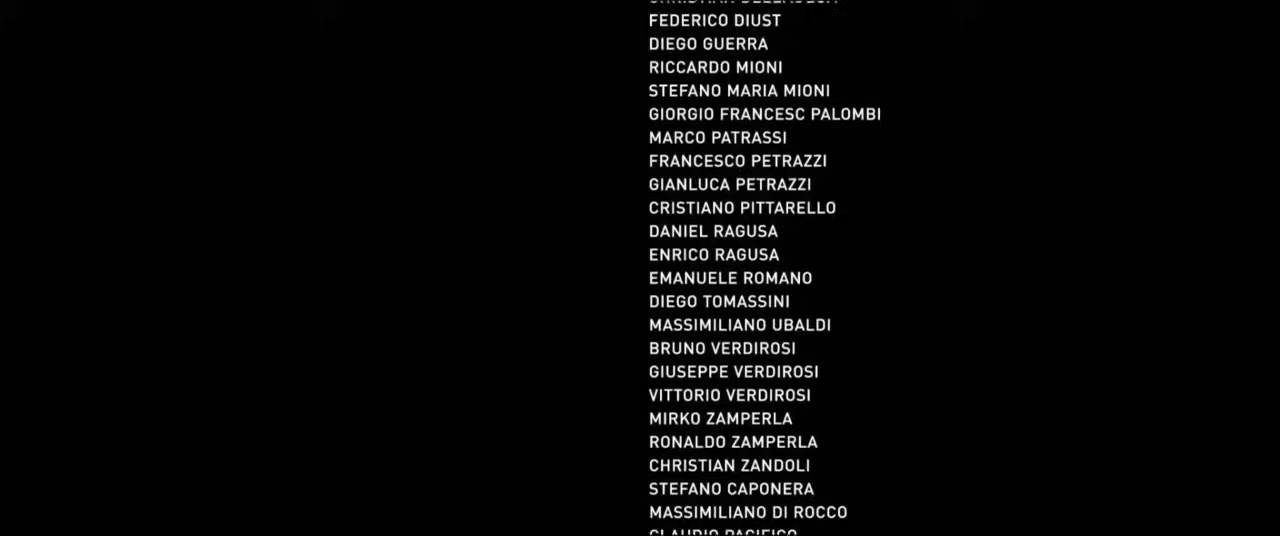 FEDERICO DIUST
DIEGO GUERRA
RICCARDO MIONI
STEFANO MARIA MIONI
GIORGIO FRANCESC PALOMBI
MARCO PATRASSI
FRANCESCO PETRAZZI
GIANLUCA PETRAZZI
CRISTIANO PITTARELLO
DANIEL RAGUSA
ENRICO RAGUSA
EMANUELE ROMANO
DIEGO TOMASSINI
MASSIMILIANO UBALDI
BRUNO VERDIROSI
GIUSEPPE VERDIROSI
VITTORIO VERDIROSI
MIRKO ZAMPERLA
RONALDO ZAMPERLA
CHRISTIAN ZANDOLI
STEFANO CAPONERA
MASSIMILIANO DI ROCCO
CLAUDIO PACIFICO